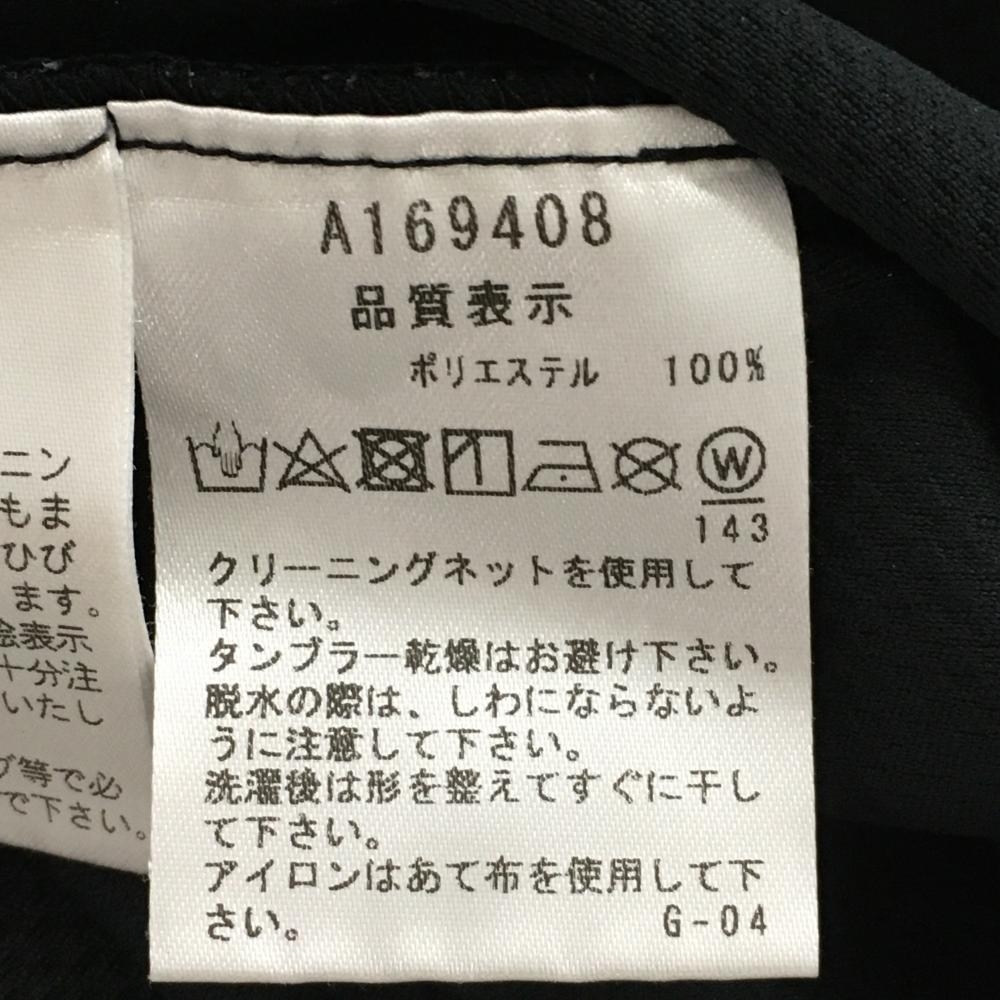 ニン
もま
ひび
ます。
絵表示
十分注
いたし
グ等で必
で下さい。
A169408
品質表示
ポリエステル 100%
W
143
クリーニングネットを使用して
下さい。
タンブラー乾燥はお避け下さい。
脱水の際は、しわにならないよ
うに注意して下さい。
洗濯後は形を整えてすぐに干し
て下さい。
アイロンはあて布を使用して下
さい。 G-04